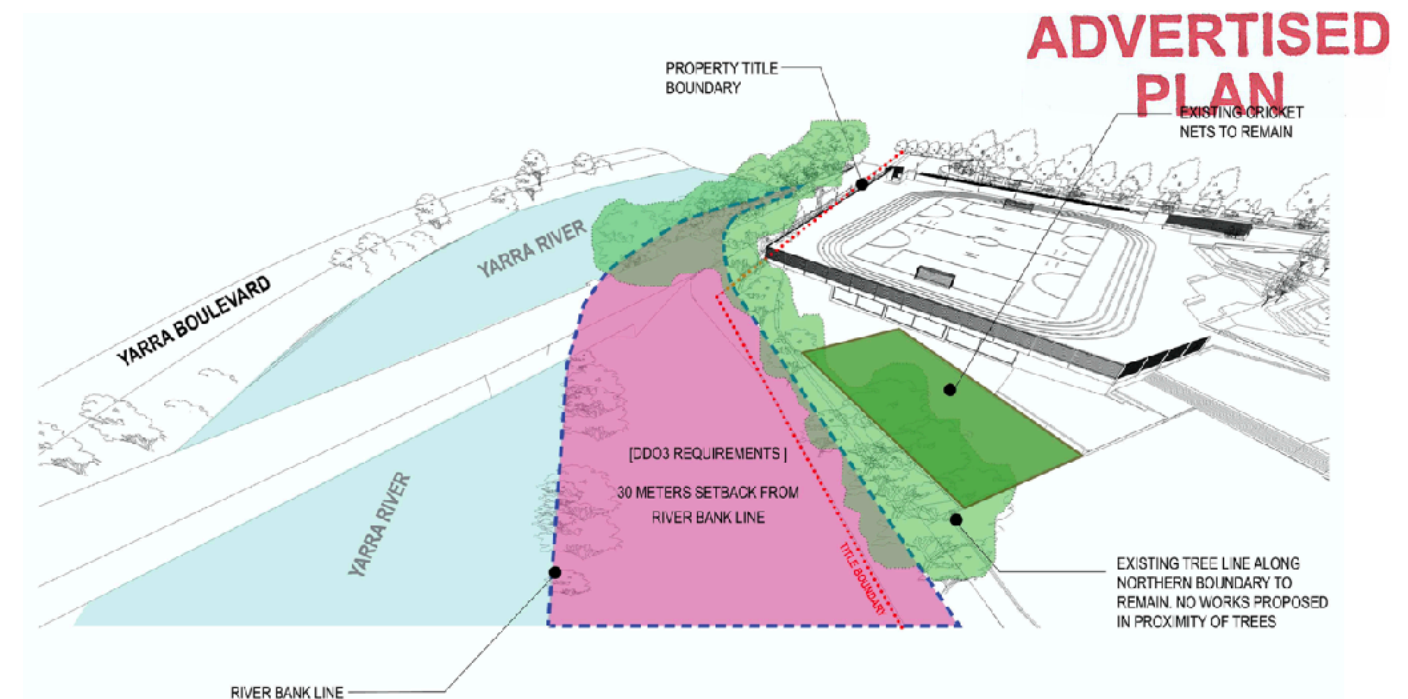 ADVERTISED
PLAN
PROPERTY TITLE
BOUNDARY
EXISTING CRICKET
NETS TO REMAIN
YARRA RIVER
YARRA BOULEVARD
[DDO3 REQUIREMENTS ]
30 METERS SETBACK FROM
RIVER BANK LINE
YARRA RIVER
TITLE BOUNDARY
EXISTING TREE LINE ALONG
NORTHERN BOUNDARY TO
REMAIN. NO WORKS PROPOSED
IN PROXIMITY OF TREES
RIVER BANK LINE